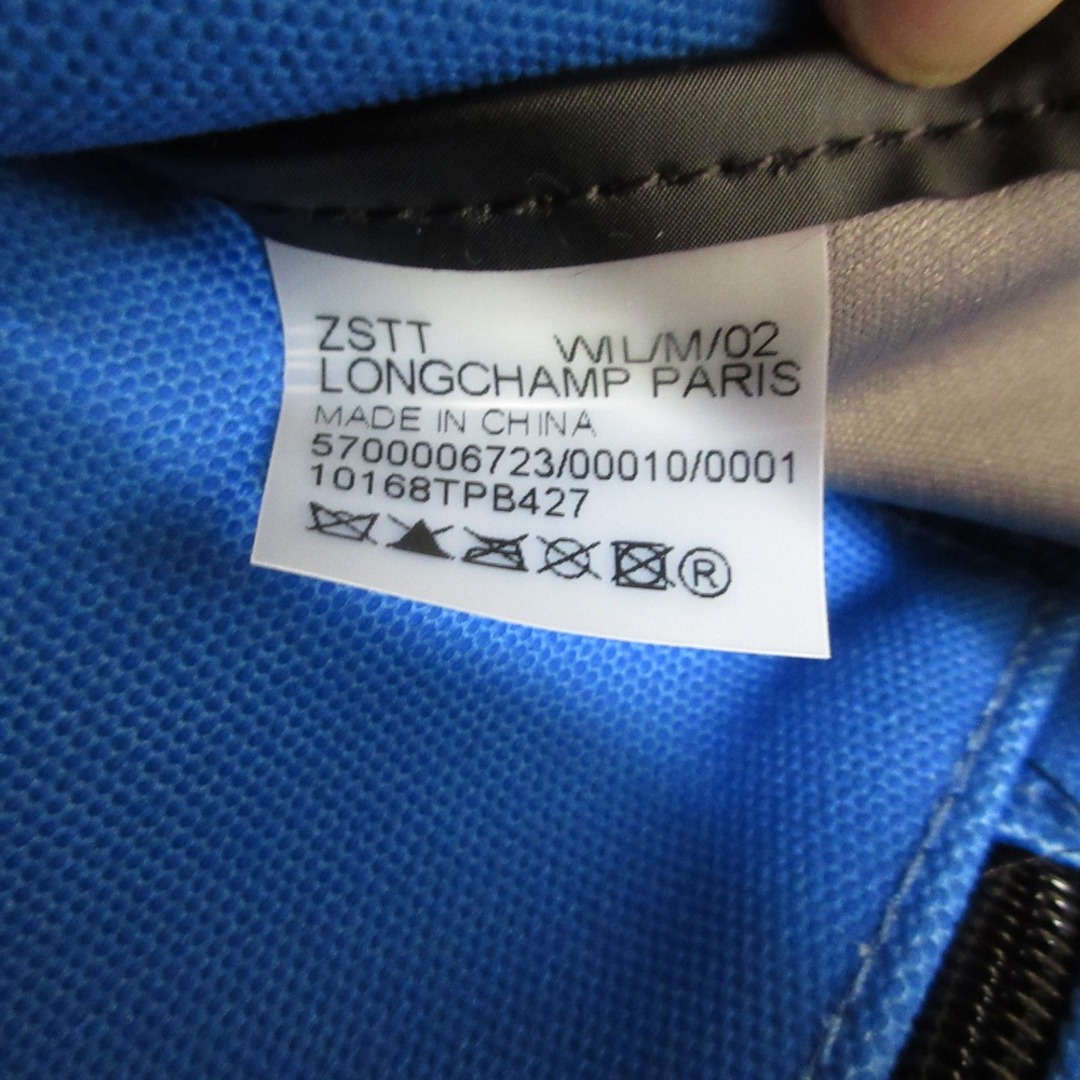 ZSTT WIL/M/02
LONGCHAMP PARIS
MADE IN CHINA
5700006723/00010/0001
10168TPB427
®